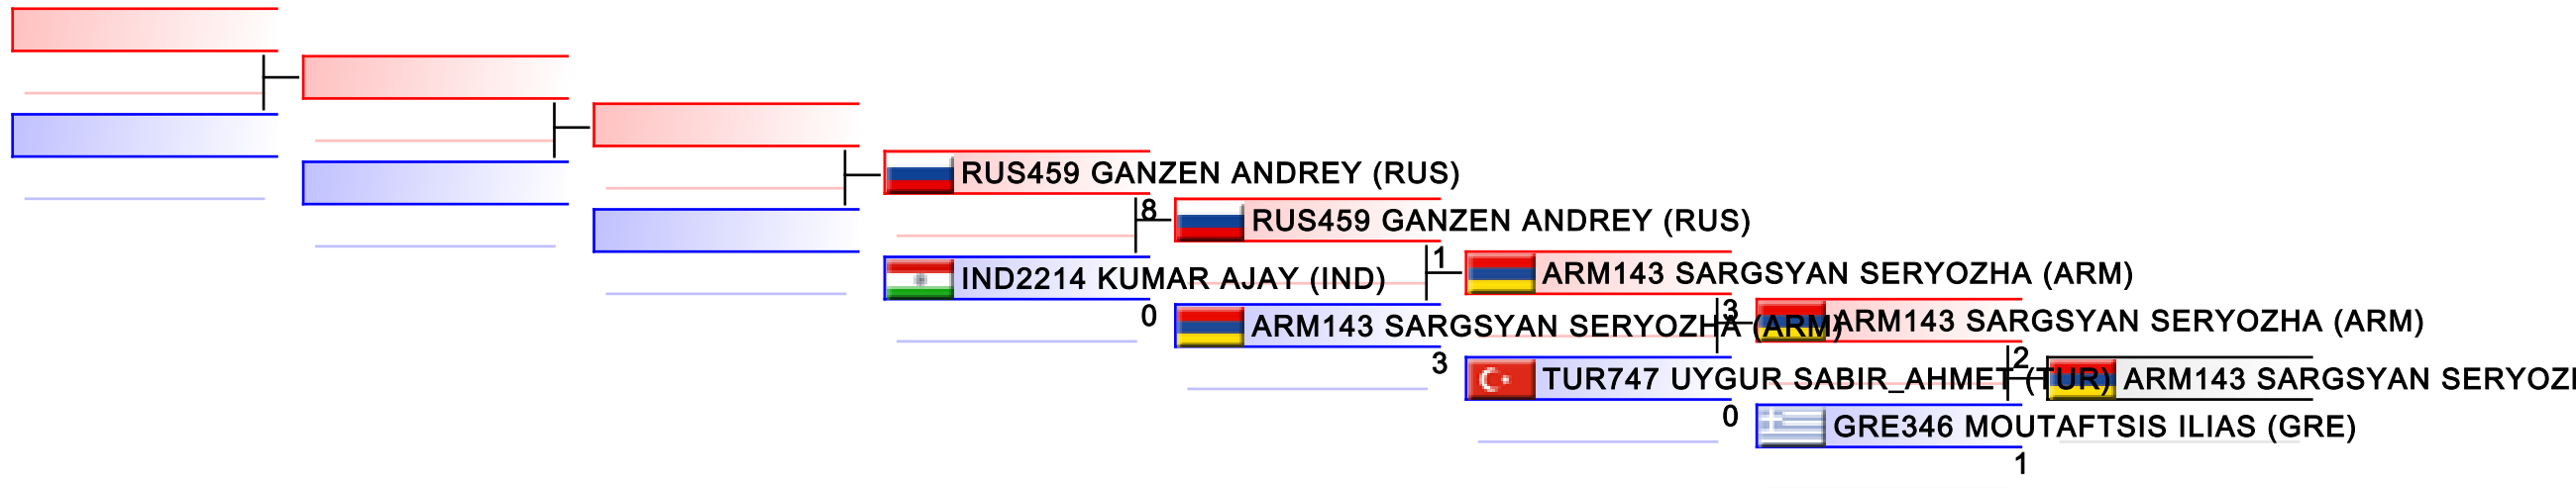 RUS459 GANZEN ANDREY (RUS)
8
IND2214 KUMAR AJAY (IND)
0
RUS459 GANZEN ANDREY (RUS)
1
ARM143 SARGSYAN SERYOZHA (ARM)
3
ARM143 SARGSYAN SERYOZHA (ARM)
3
TUR747 UYGUR SABIR_AHMET (TUR)
0
ARM143 SARGSYAN SERYOZHA (ARM)
2
GRE346 MOUTAFTSIS ILIAS (GRE)
1
ARM143 SARGSYAN